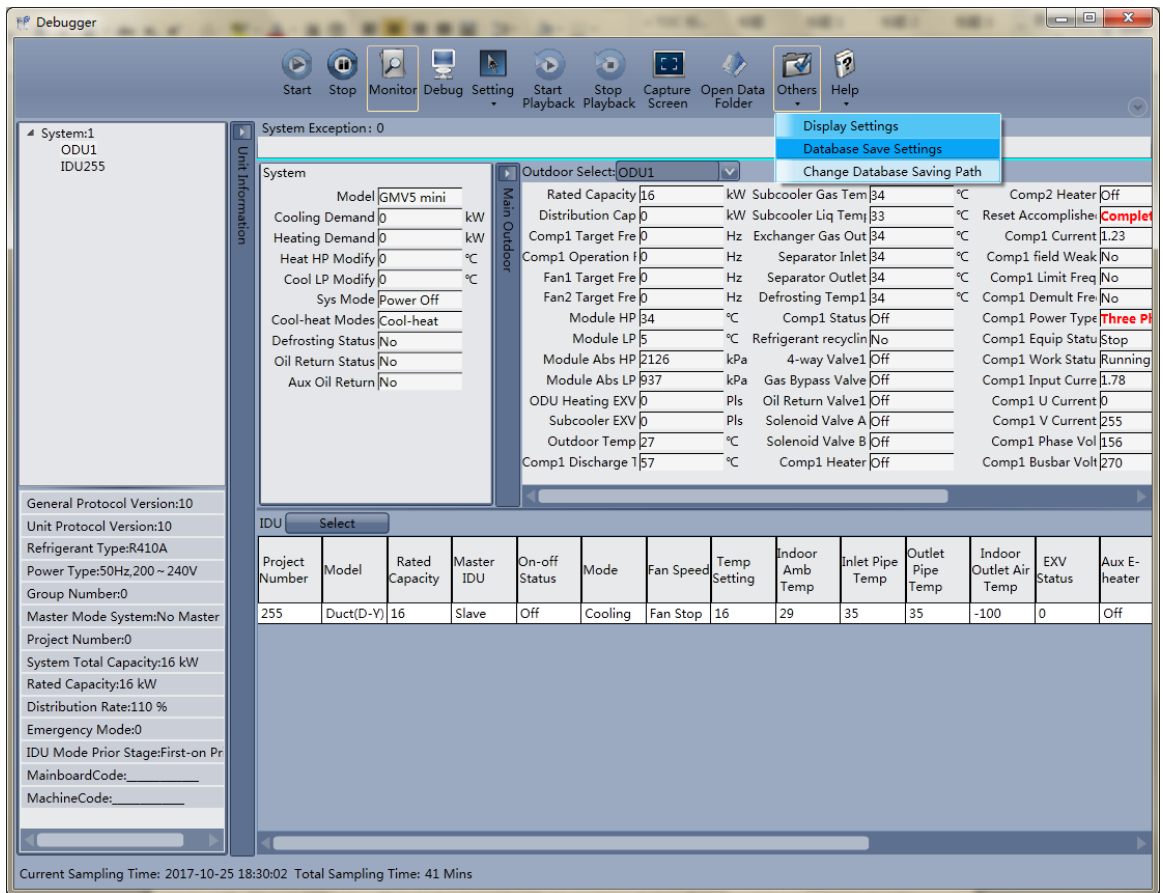 Debugger
Start Stop Monitor Debug Setting Start Playback Stop Playback Capture Screen Open Data Folder Others Help
Display Settings
Database Save Settings
Change Database Saving Path
System:1
ODU1
IDU255
Unit Information
System Exception: 0
System
Model GMV5 mini
Cooling Demand 0 kW
Heating Demand 0 kW
Heat HP Modify 0 ℃
Cool LP Modify 0 ℃
Sys Mode Power Off
Cool-heat Modes Cool-heat
Defrosting Status No
Oil Return Status No
Aux Oil Return No
Main Outdoor
Outdoor Select: ODU1
Rated Capacity 16 kW Subcooler Gas Tem 34 ℃ Comp2 Heater Off
Distribution Cap 0 kW Subcooler Liq Temp 33 ℃ Reset Accomplishe Complet
Comp1 Target Fre 0 Hz Exchanger Gas Out 34 ℃ Comp1 Current 1.23
Comp1 Operation F 0 Hz Separator Inlet 34 ℃ Comp1 field Weak No
Fan1 Target Fre 0 Hz Separator Outlet 34 ℃ Comp1 Limit Freq No
Fan2 Target Fre 0 Hz Defrosting Temp1 34 ℃ Comp1 Demult Fre No
Module HP 34 ℃ Comp1 Status Off Comp1 Power Type Three Ph
Module LP 5 ℃ Refrigerant recyclin No Comp1 Equip Statu Stop
Module Abs HP 2126 kPa 4-way Valve1 Off Comp1 Work Statu Running
Module Abs LP 937 kPa Gas Bypass Valve Off Comp1 Input Curre 1.78
ODU Heating EXV 0 Pls Oil Return Valve1 Off Comp1 U Current 0
Subcooler EXV 0 Pls Solenoid Valve A Off Comp1 V Current 255
Outdoor Temp 27 ℃ Solenoid Valve B Off Comp1 Phase Vol 156
Comp1 Discharge T 57 ℃ Comp1 Heater Off Comp1 Busbar Volt 270
General Protocol Version:10
Unit Protocol Version:10
Refrigerant Type:R410A
Power Type:50Hz,200～240V
Group Number:0
Master Mode System:No Master
Project Number:0
System Total Capacity:16 kW
Rated Capacity:16 kW
Distribution Rate:110 %
Emergency Mode:0
IDU Mode Prior Stage:First-on Pr
MainboardCode:___________
MachineCode:___________
IDU Select
Project Number Model Rated Capacity Master IDU On-off Status Mode Fan Speed Temp Setting Indoor Amb Temp Inlet Pipe Temp Outlet Pipe Temp Indoor Outlet Air Temp EXV Status Aux E-heater
255 Duct(D-Y) 16 Slave Off Cooling Fan Stop 16 29 35 35 -100 0 Off
Current Sampling Time: 2017-10-25 18:30:02 Total Sampling Time: 41 Mins